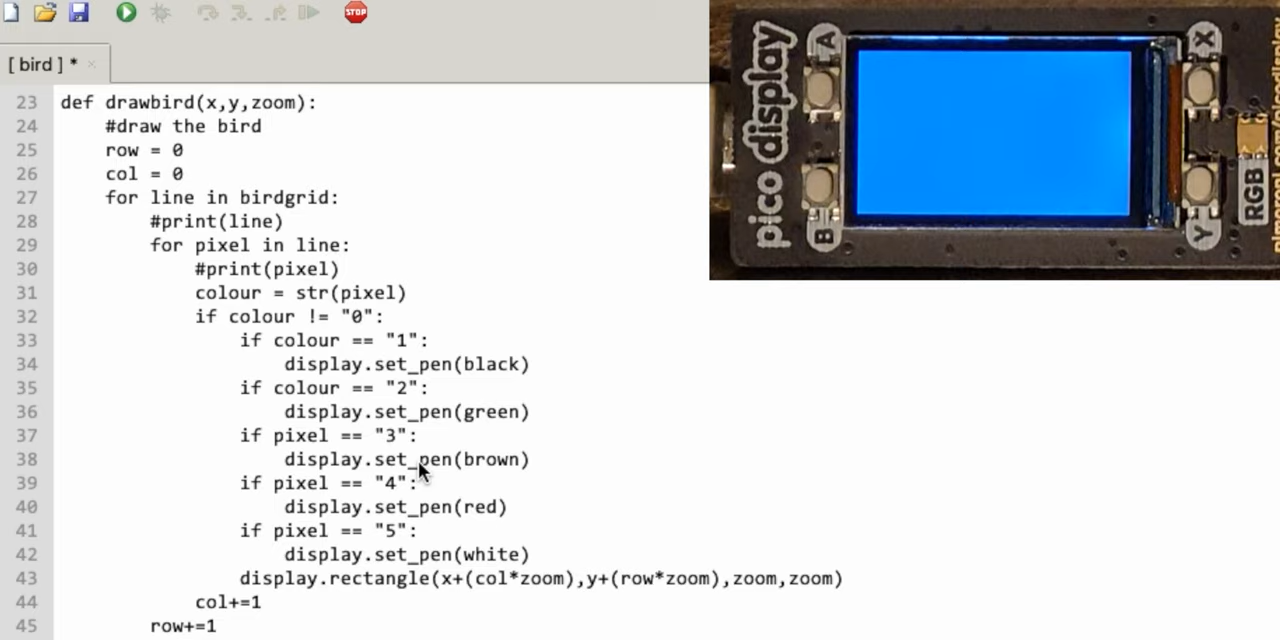 STOP
[ bird ] * ×
23 def drawbird(x,y,zoom):
24 #draw the bird
25 row = 0
26 col = 0
27 for line in birdgrid:
28 #print(line)
29 for pixel in line:
30 #print(pixel)
31 colour = str(pixel)
32 if colour != "0":
33 if colour == "1":
34 display.set_pen(black)
35 if colour == "2":
36 display.set_pen(green)
37 if pixel == "3":
38 display.set_pen(brown)
39 if pixel == "4":
40 display.set_pen(red)
41 if pixel == "5":
42 display.set_pen(white)
43 display.rectangle(x+(col*zoom),y+(row*zoom),zoom,zoom)
44 col+=1
45 row+=1
pico display
A
B
X
Y
RGB